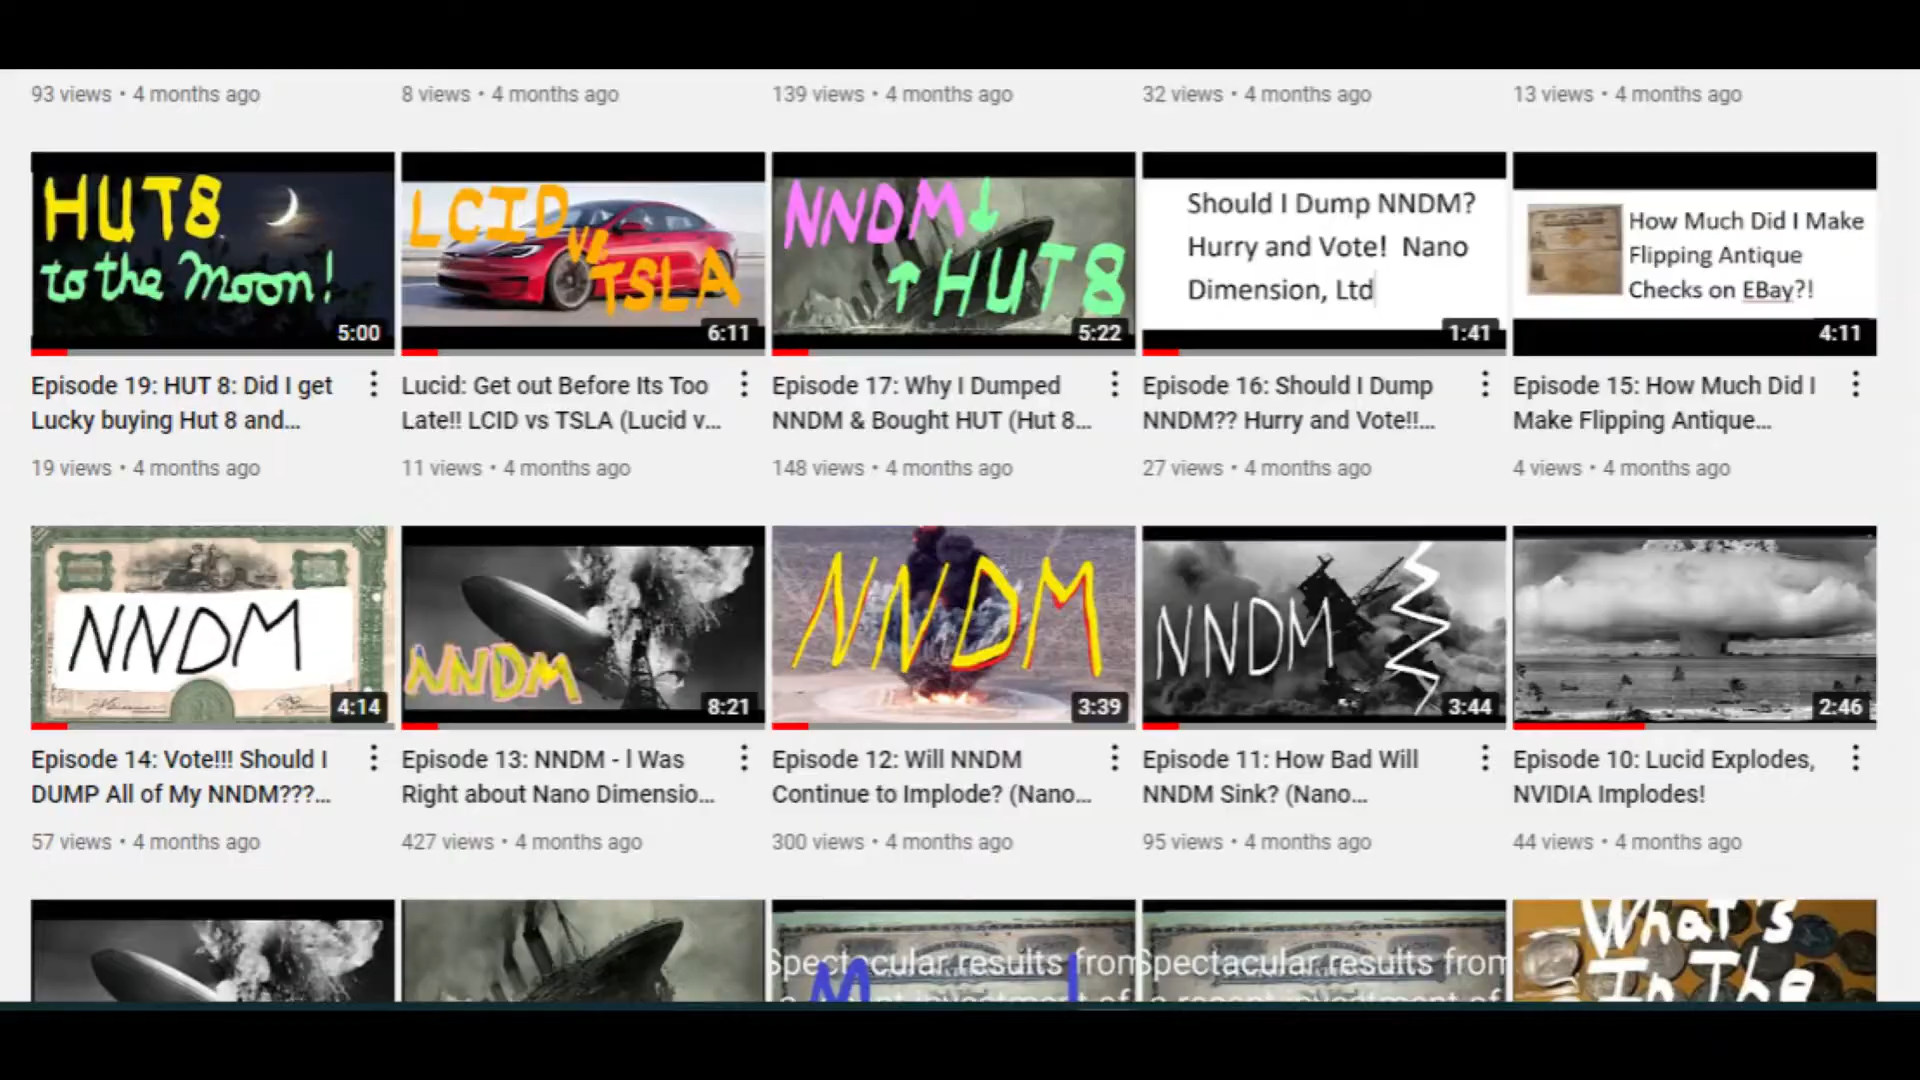 93 views • 4 months ago
8 views • 4 months ago
139 views • 4 months ago
32 views • 4 months ago
13 views • 4 months ago
HUT8
to the Moon!
5:00
LCID
vs.
TSLA
6:11
NNDM↓
↑HUT8
5:22
Should I Dump NNDM?
Hurry and Vote! Nano
Dimension, Ltd
1:41
How Much Did I Make
Flipping Antique
Checks on EBay?!
4:11
Episode 19: HUT 8: Did I get
Lucky buying Hut 8 and...
19 views • 4 months ago
Lucid: Get out Before Its Too
Late!! LCID vs TSLA (Lucid v...
11 views • 4 months ago
Episode 17: Why I Dumped
NNDM & Bought HUT (Hut 8...
148 views • 4 months ago
Episode 16: Should I Dump
NNDM?? Hurry and Vote!!...
27 views • 4 months ago
Episode 15: How Much Did I
Make Flipping Antique...
4 views • 4 months ago
NNDM
4:14
NNDM
8:21
NNDM
3:39
NNDM
3:44
2:46
Episode 14: Vote!!! Should I
DUMP All of My NNDM???...
57 views • 4 months ago
Episode 13: NNDM - I Was
Right about Nano Dimensio...
427 views • 4 months ago
Episode 12: Will NNDM
Continue to Implode? (Nano...
300 views • 4 months ago
Episode 11: How Bad Will
NNDM Sink? (Nano...
95 views • 4 months ago
Episode 10: Lucid Explodes,
NVIDIA Implodes!
44 views • 4 months ago
Spectacular results from
Spectacular results from
What's
In The